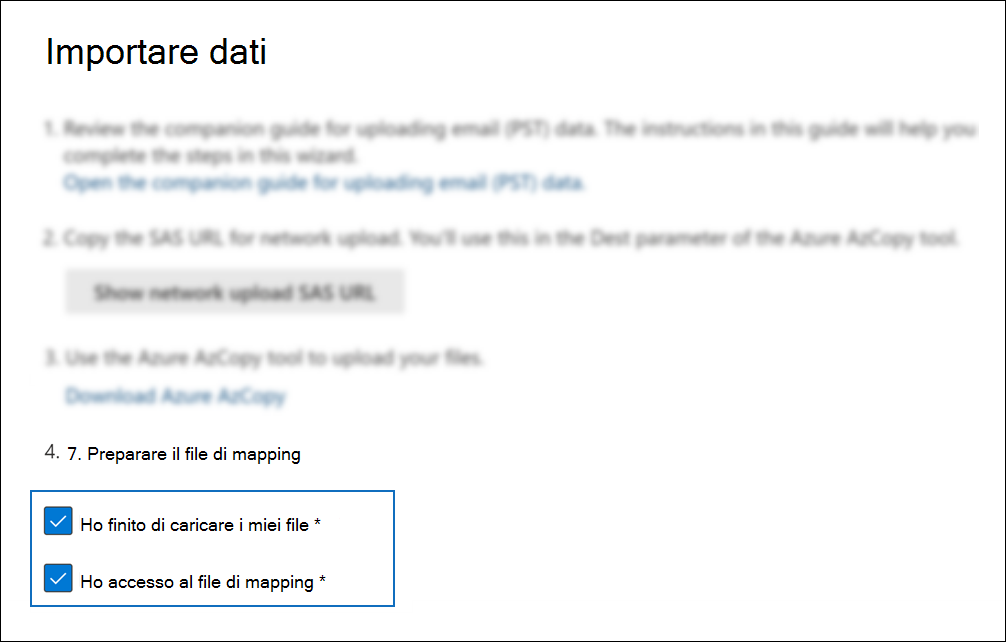 Importare dati
1. Review the companion guide for uploading email (PST) data. The instructions in this guide will help you
complete the steps in this wizard.
Open the companion guide for uploading email (PST) data.
2. Copy the SAS URL for network upload. You'll use this in the Dest parameter of the Azure AzCopy tool.
Show network upload SAS URL
3. Use the Azure AzCopy tool to upload your files.
Download Azure AzCopy
4. 7. Preparare il file di mapping
Ho finito di caricare i miei file *
Ho accesso al file di mapping *